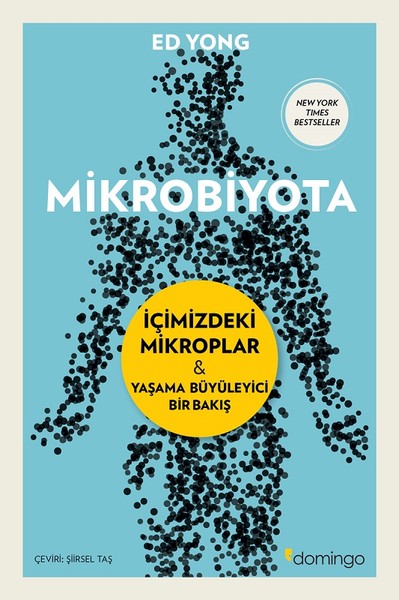 ED YONG
NEW YORK
TIMES
BESTSELLER
MİKROBİYOTA
İÇİMİZDEKİ
MİKROPLAR
&
YAŞAMA BÜYÜLEYİCİ
BİR BAKIŞ
ÇEVİRİ: ŞİİRSEL TAŞ
domingo